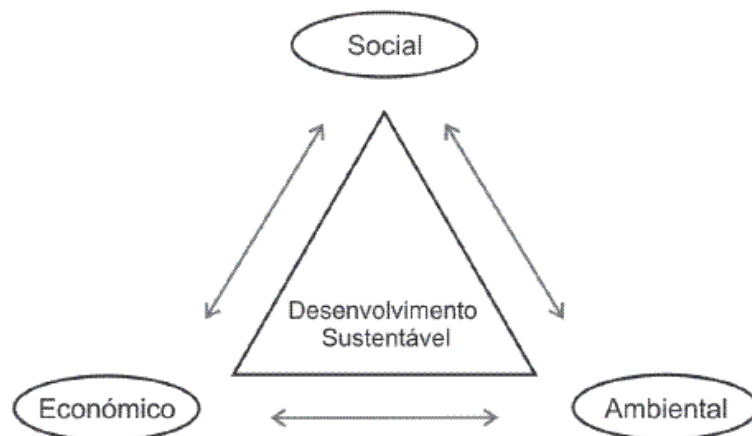 Social
Desenvolvimento
Sustentável
Económico
Ambiental